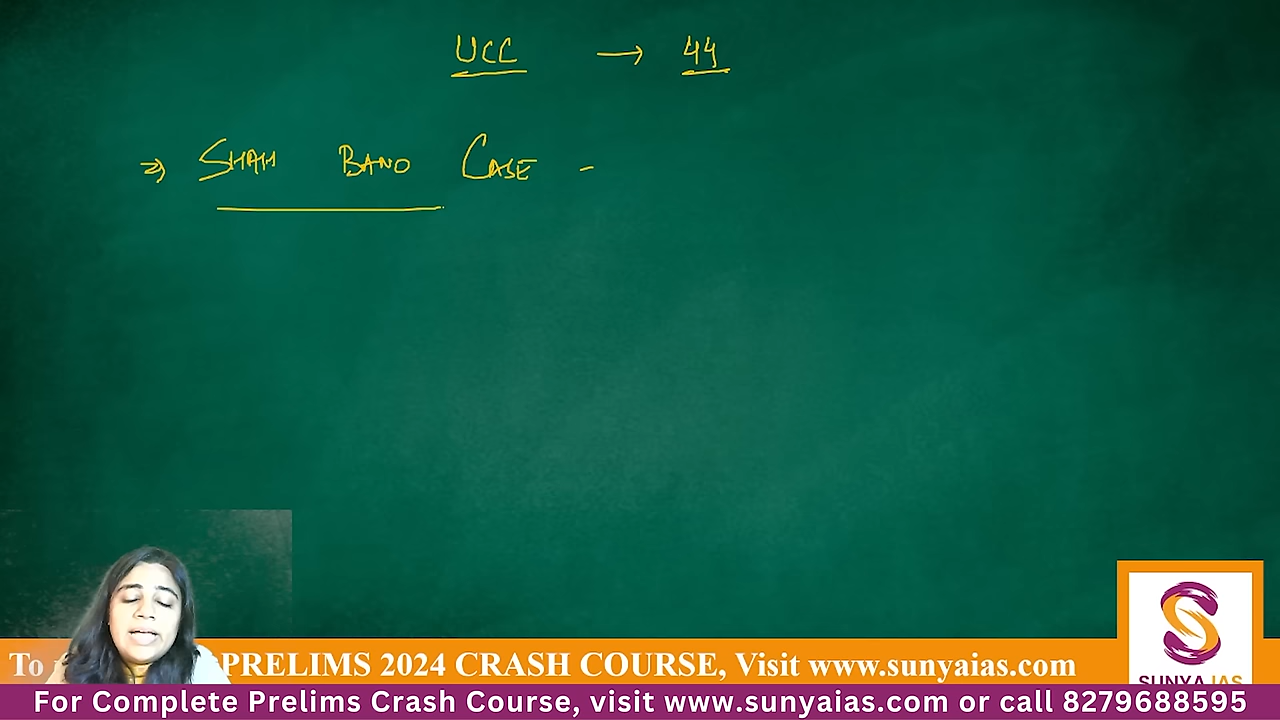 UCC → 44
⇒ SHAH BANO CASE -
SUNYA IAS
To PRELIMS 2024 CRASH COURSE, Visit www.sunyaias.com
For Complete Prelims Crash Course, visit www.sunyaias.com or call 8279688595